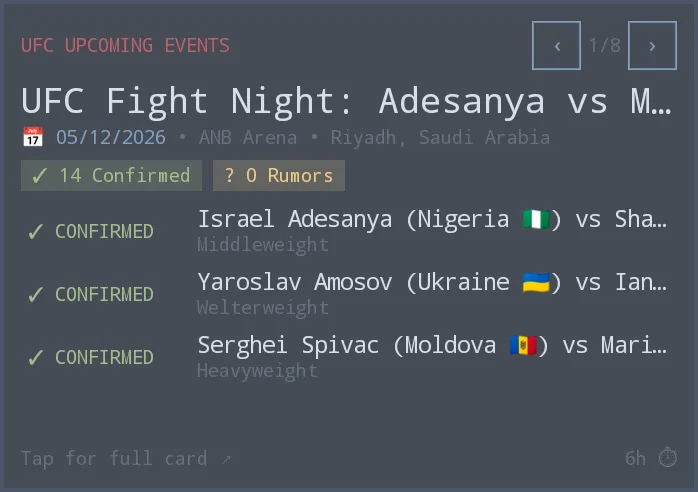 UFC UPCOMING EVENTS
‹ 1/8 ›
UFC Fight Night: Adesanya vs M…
📅 05/12/2026 • ANB Arena • Riyadh, Saudi Arabia
✓ 14 Confirmed ? 0 Rumors
✓ CONFIRMED Israel Adesanya (Nigeria 🇳🇬) vs Sha…
Middleweight
✓ CONFIRMED Yaroslav Amosov (Ukraine 🇺🇦) vs Ian…
Welterweight
✓ CONFIRMED Serghei Spivac (Moldova 🇲🇩) vs Mari…
Heavyweight
Tap for full card ↗
6h ⏱